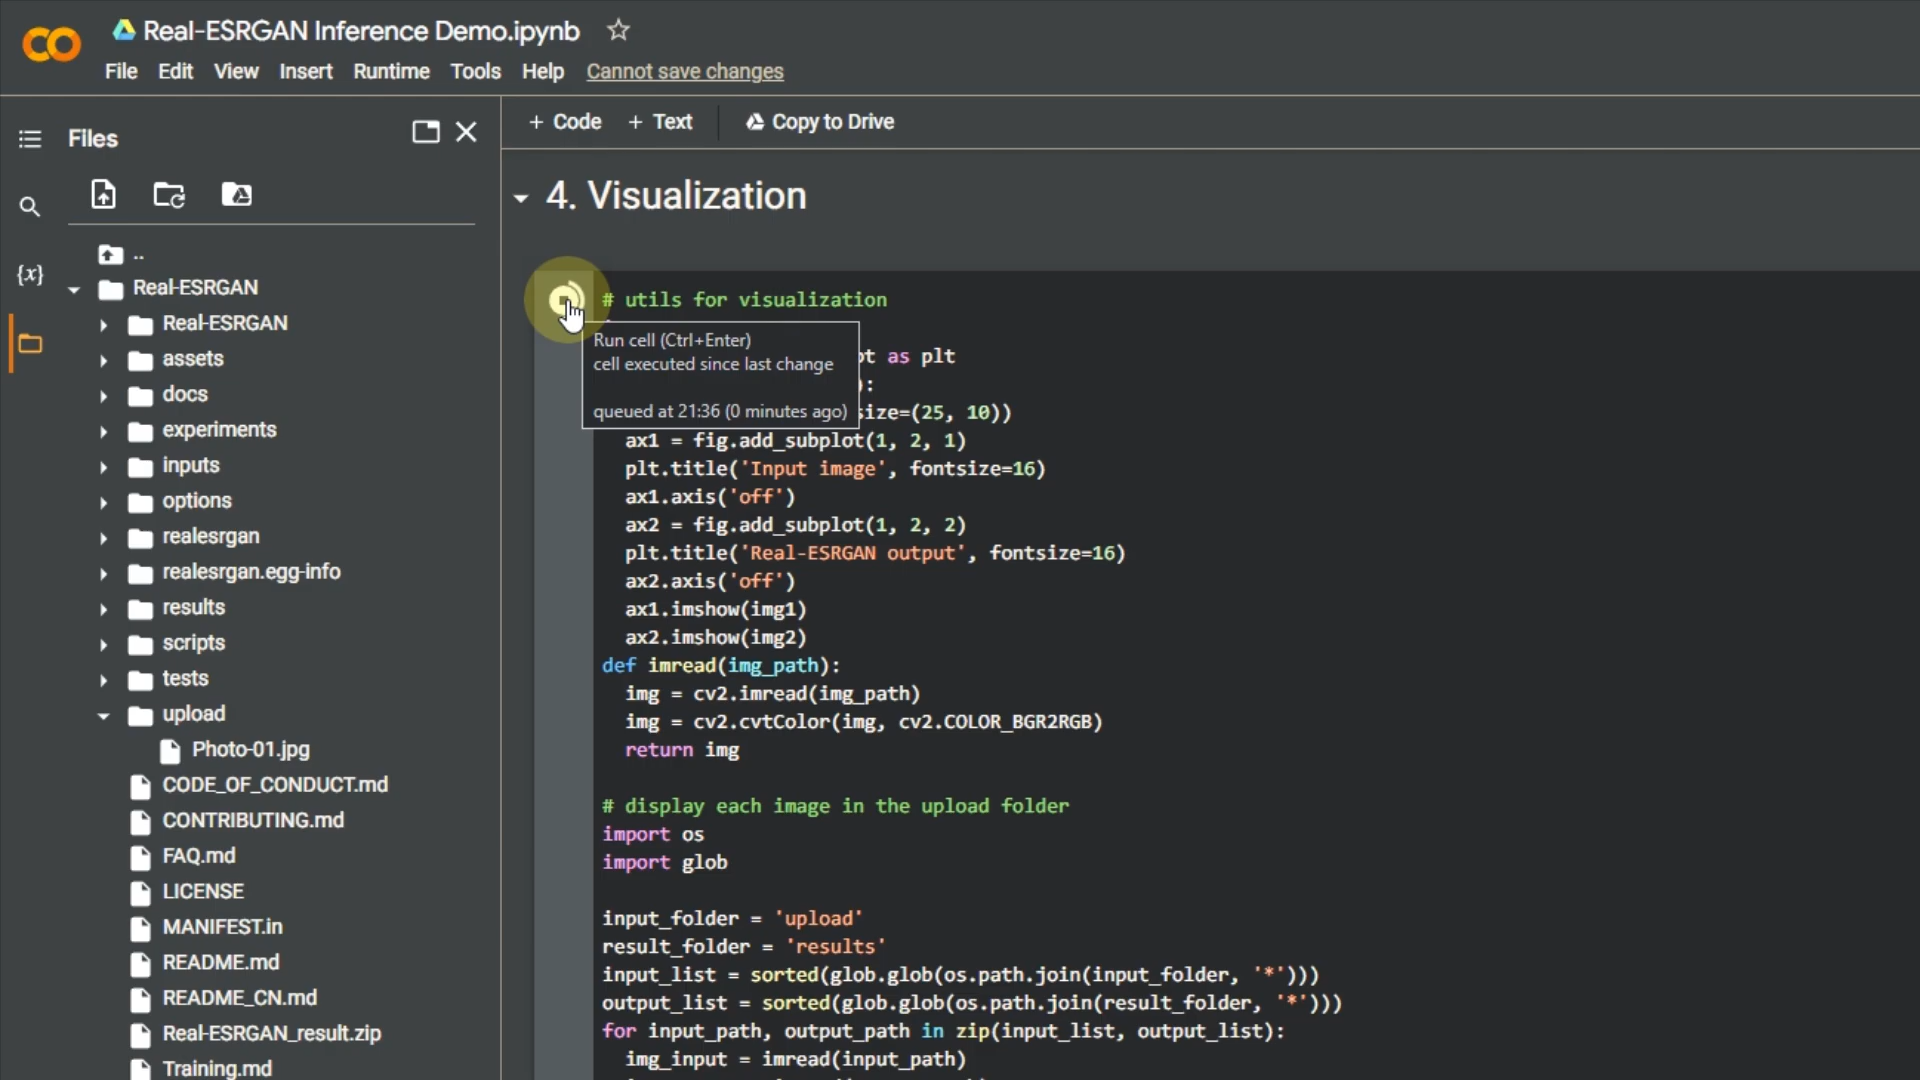 Real-ESRGAN Inference Demo.ipynb
File Edit View Insert Runtime Tools Help Cannot save changes
Files
+ Code + Text Copy to Drive
..
Real-ESRGAN
Real-ESRGAN
assets
docs
experiments
inputs
options
realesrgan
realesrgan.egg-info
results
scripts
tests
upload
Photo-01.jpg
CODE_OF_CONDUCT.md
CONTRIBUTING.md
FAQ.md
LICENSE
MANIFEST.in
README.md
README_CN.md
Real-ESRGAN_result.zip
Training.md
{x}
4. Visualization
# utils for visualization
Run cell (Ctrl+Enter)
cell executed since last change
queued at 21:36 (0 minutes ago)
as plt
):
size=(25, 10))
ax1 = fig.add_subplot(1, 2, 1)
plt.title('Input image', fontsize=16)
ax1.axis('off')
ax2 = fig.add_subplot(1, 2, 2)
plt.title('Real-ESRGAN output', fontsize=16)
ax2.axis('off')
ax1.imshow(img1)
ax2.imshow(img2)
def imread(img_path):
img = cv2.imread(img_path)
img = cv2.cvtColor(img, cv2.COLOR_BGR2RGB)
return img
# display each image in the upload folder
import os
import glob
input_folder = 'upload'
result_folder = 'results'
input_list = sorted(glob.glob(os.path.join(input_folder, '*')))
output_list = sorted(glob.glob(os.path.join(result_folder, '*')))
for input_path, output_path in zip(input_list, output_list):
img_input = imread(input_path)